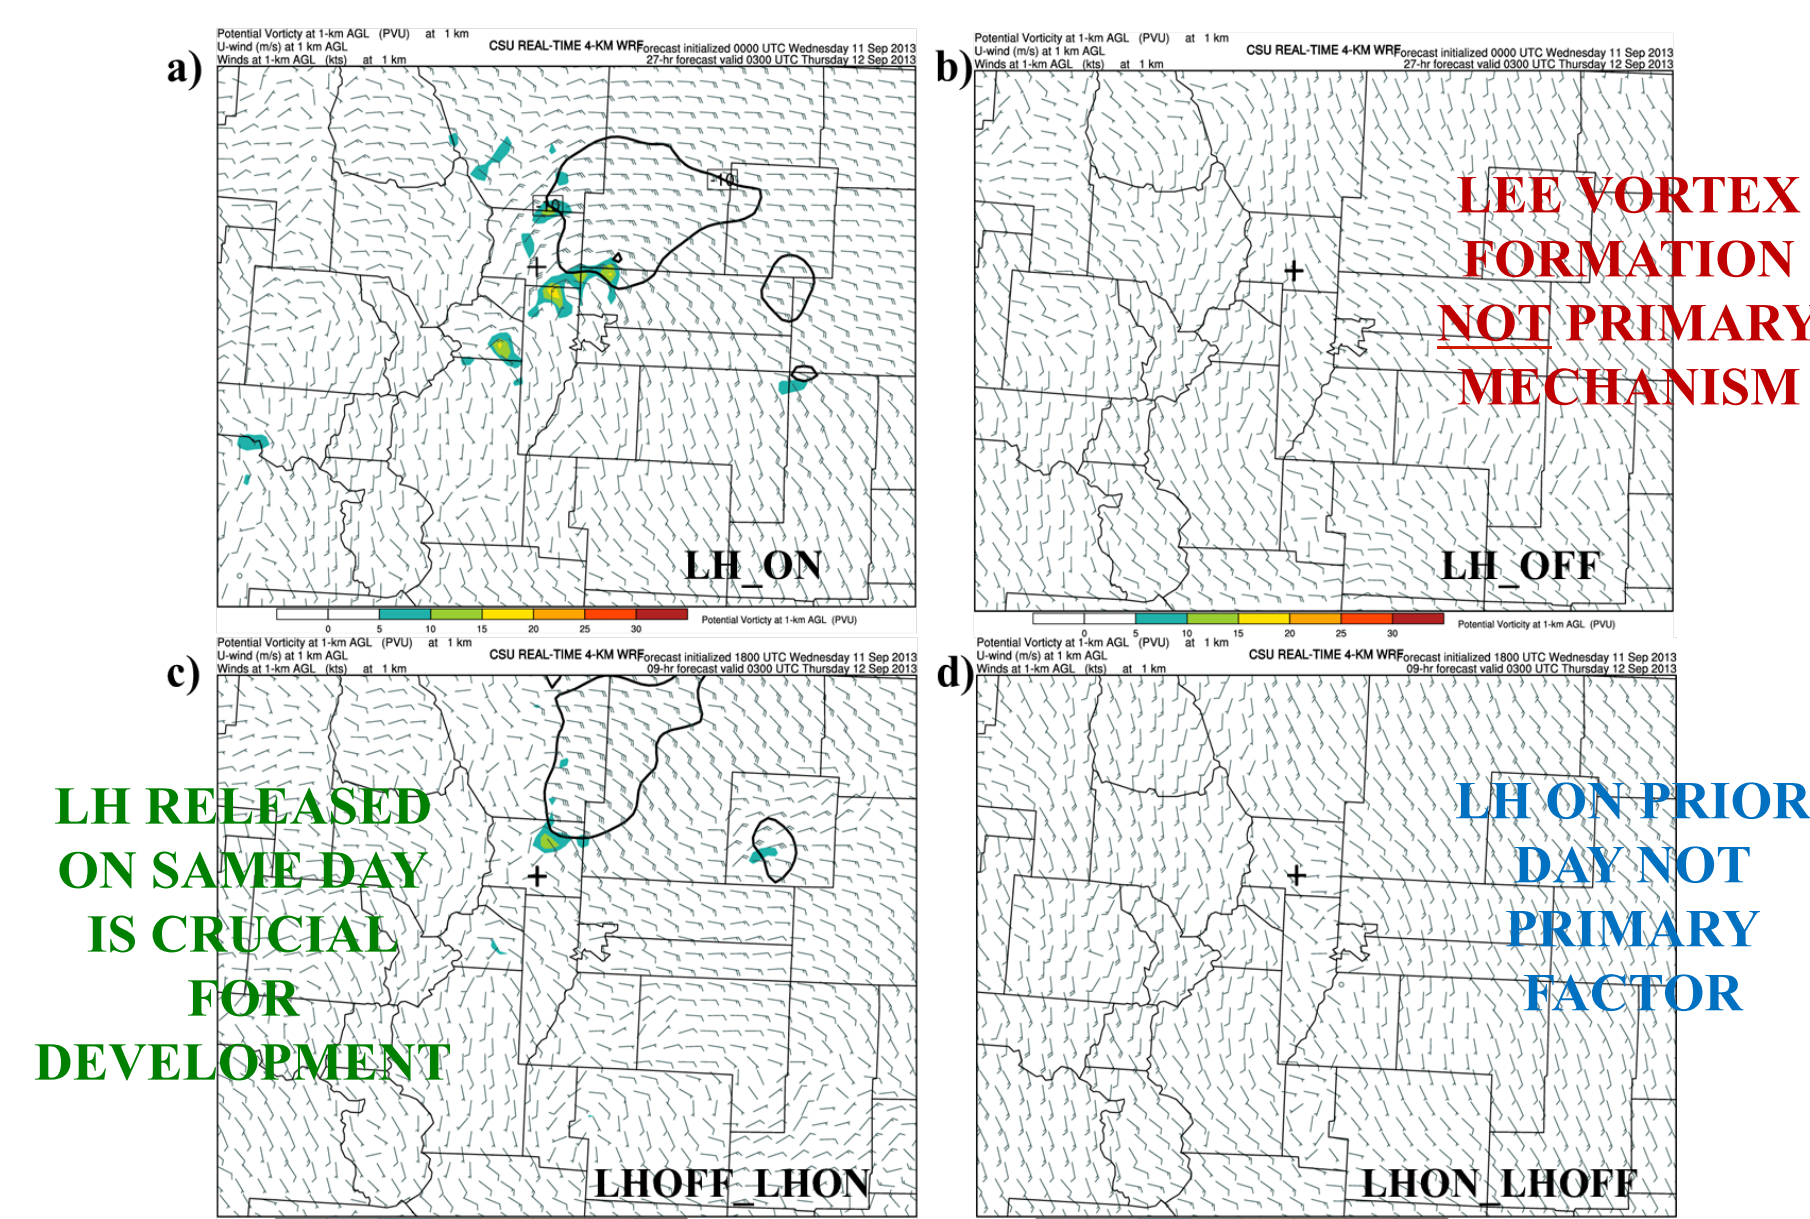 a)
Potential Vorticity at 1-km AGL (PVU) at 1 km
U-wind (m/s) at 1 km AGL
Winds at 1-km AGL (kts) at 1 km
CSU REAL-TIME 4-KM WRF
Forecast initialized 0000 UTC Wednesday 11 Sep 2013
27-hr forecast valid 0300 UTC Thursday 12 Sep 2013
-10
-10
LH_ON
0 5 10 15 20 25 30
Potential Vorticity at 1-km AGL (PVU)
b)
Potential Vorticity at 1-km AGL (PVU) at 1 km
U-wind (m/s) at 1 km AGL
Winds at 1-km AGL (kts) at 1 km
CSU REAL-TIME 4-KM WRF
Forecast initialized 0000 UTC Wednesday 11 Sep 2013
27-hr forecast valid 0300 UTC Thursday 12 Sep 2013
LEE VORTEX
FORMATION
NOT PRIMARY
MECHANISM
LH_OFF
0 5 10 15 20 25 30
Potential Vorticity at 1-km AGL (PVU)
c)
Potential Vorticity at 1-km AGL (PVU) at 1 km
U-wind (m/s) at 1 km AGL
Winds at 1-km AGL (kts) at 1 km
CSU REAL-TIME 4-KM WRF
Forecast initialized 1800 UTC Wednesday 11 Sep 2013
09-hr forecast valid 0300 UTC Thursday 12 Sep 2013
LH RELEASED
ON SAME DAY
IS CRUCIAL
FOR
DEVELOPMENT
LHOFF_LHON
d)
Potential Vorticity at 1-km AGL (PVU) at 1 km
U-wind (m/s) at 1 km AGL
Winds at 1-km AGL (kts) at 1 km
CSU REAL-TIME 4-KM WRF
Forecast initialized 1800 UTC Wednesday 11 Sep 2013
09-hr forecast valid 0300 UTC Thursday 12 Sep 2013
LH ON PRIOR
DAY NOT
PRIMARY
FACTOR
LHON_LHOFF